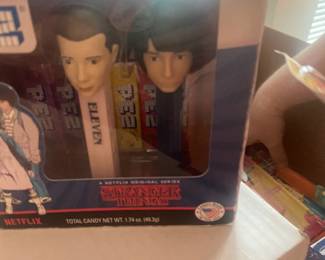 PEZ PEZ PEZ PEZ
ELEVEN
A NETFLIX ORIGINAL SERIES
STRANGER
THINGS
NETFLIX
TOTAL CANDY NET WT. 1.74 oz. (49.3g)